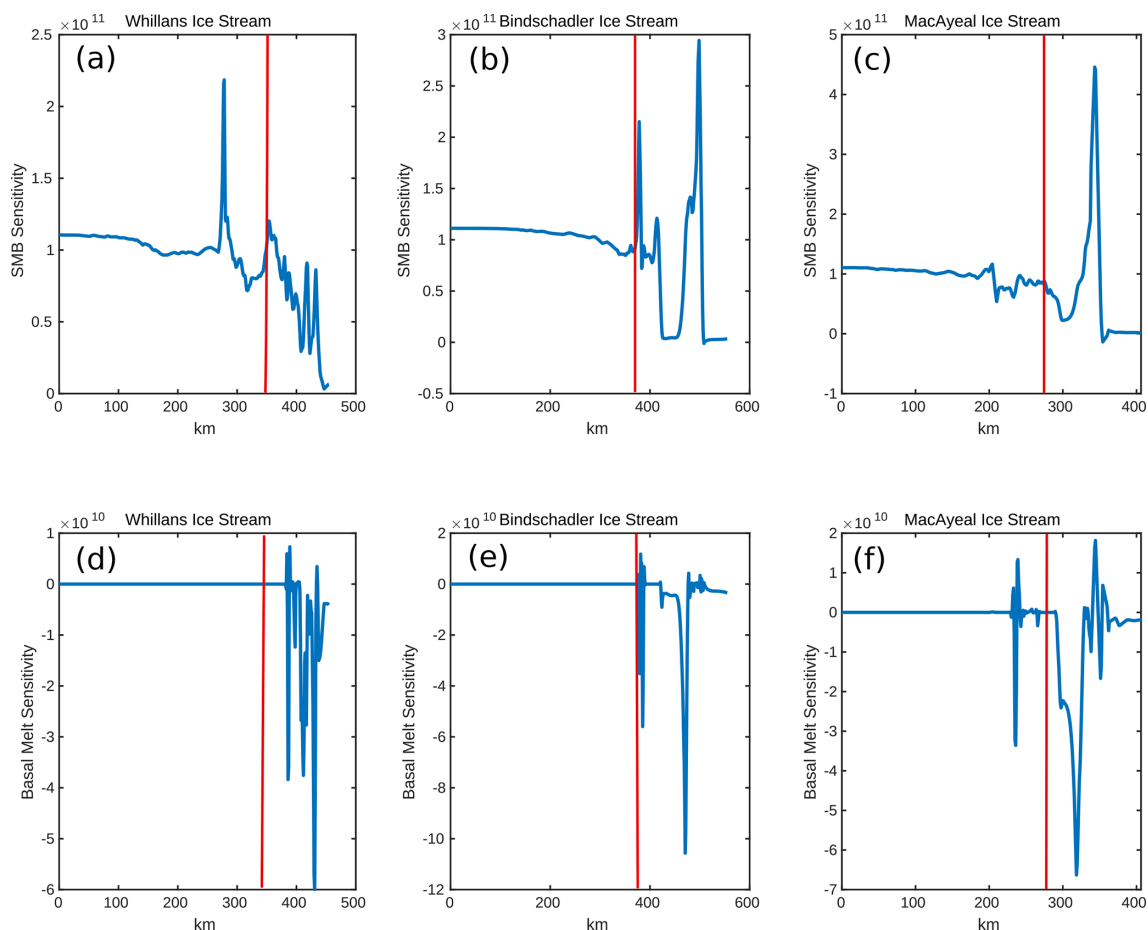 Whillans Ice Stream
× 10 11
(a)
2.5
2
1.5
1
0.5
0
SMB Sensitivity
0 100 200 300 400 500
km
Bindschadler Ice Stream
× 10 11
(b)
3
2.5
2
1.5
1
0.5
0
-0.5
SMB Sensitivity
0 200 400 600
km
MacAyeal Ice Stream
× 10 11
(c)
5
4
3
2
1
0
-1
SMB Sensitivity
0 100 200 300 400
km
Whillans Ice Stream
× 10 10
(d)
1
0
-1
-2
-3
-4
-5
-6
Basal Melt Sensitivity
0 100 200 300 400 500
km
Bindschadler Ice Stream
× 10 10
(e)
2
0
-2
-4
-6
-8
-10
-12
Basal Melt Sensitivity
0 200 400 600
km
MacAyeal Ice Stream
× 10 10
(f)
2
1
0
-1
-2
-3
-4
-5
-6
-7
Basal Melt Sensitivity
0 100 200 300 400
km